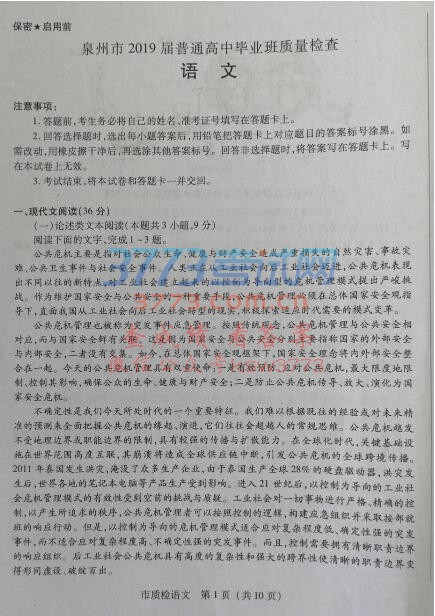 保密★启用前
泉州市2019届普通高中毕业班质量检查
语 文
注意事项：
1.答题前,考生务必将自己的姓名、准考证号填写在答题卡上。
2.回答选择题时,选出每小题答案后,用铅笔把答题卡上对应题目的答案标号涂黑。如
需改动,用橡皮擦干净后,再选涂其他答案标号。回答非选择题时,将答案写在答题卡上。写
在本试卷上无效。
3.考试结束,将本试卷和答题卡一并交回。
一、现代文阅读(36分)
(一)论述类文本阅读(本题共3小题,9分)
阅读下面的文字,完成1~3题。
公共危机主要是指对社会公众生命、健康与财产安全造成严重损失的自然灾害、事故灾
难、公共卫生事件与社会安全事件。人类正在从工业社会向后工业社会迈进,公共危机表现
出不同以往的新特点,对工业社会建立起来的以控制为导向的危机管理模式提出严峻挑
战。作为维护国家安全与公共安全的一种重要手段,公共危机管理必须在总体国家安全观指
导下,直面我国从工业社会向后工业社会转型的现实,积极探索适应时代需要的模式变革。
公共危机管理也被称为突发事件应急管理。按照传统观念,公共危机管理与公共安全相
对应,而与国家安全鲜有关联。这是因为国家安全与公共安全分别主要指和国家的外部安全
与内部安全,二者没有交集。如今,在总体国家安全观框架下,国家安全理念将内外部安全整
合在一起。今天的公共危机管理具有双重使命:一是有效预防、应对公共危机,最大限度地限
制、控制其影响,确保公众的生命、健康与财产安全;二是防止公共危机传导、放大、演化为国
家安全危机。
不确定性是我们今天所处时代的一个重要特征。我们难以根据既往的经验或对未来精
准的预测来全面把握公共危机的缘起、演进,它们往往会超越人的常规思维。公共危机越发
不受地理边界或职能边界的限制,具有较强的传播与扩散能力。在全球化时代,关键基础设
施在世界范围高度互联,其崩溃将造成全球供应链中断,引发公共危机的全球跨境传播。
2011年泰国发生洪灾,淹没了众多生产企业,由于泰国生产全球28%的硬盘驱动器,洪灾发
生后,世界各地的笔记本电脑等产品生产受到影响。进入21世纪后,以控制为导向的工业社
会危机管理模式的有效性受到空前的挑战与质疑。工业社会对一切事物进行严格、精确的控
制,以产生所追求的秩序,公共危机管理者可以按照控制的逻辑,构建应急组织并采取按部就
班的响应行动。但是,以控制为导向的危机管理模式适合应对复杂程度低、确定性强的突发
事件,而不适合应对复杂程度高、不确定性强的突发事件。而且,控制需要拥有清晰职责边界
的响应组织。后工业社会公共危机具有高度的复杂性和强大的跨界性使清晰的职责边界变
得形同虚设、破绽百出。
市质检语文 第1页(共10页)